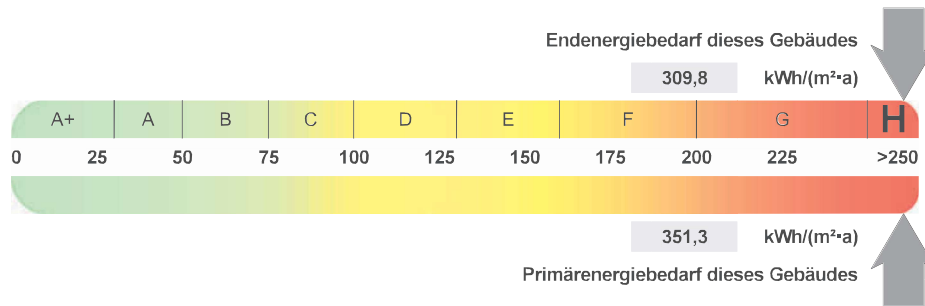 Endenergiebedarf dieses Gebäudes
309,8 kWh/(m²·a)
A+ A B C D E F G H
0 25 50 75 100 125 150 175 200 225 >250
351,3 kWh/(m²·a)
Primärenergiebedarf dieses Gebäudes